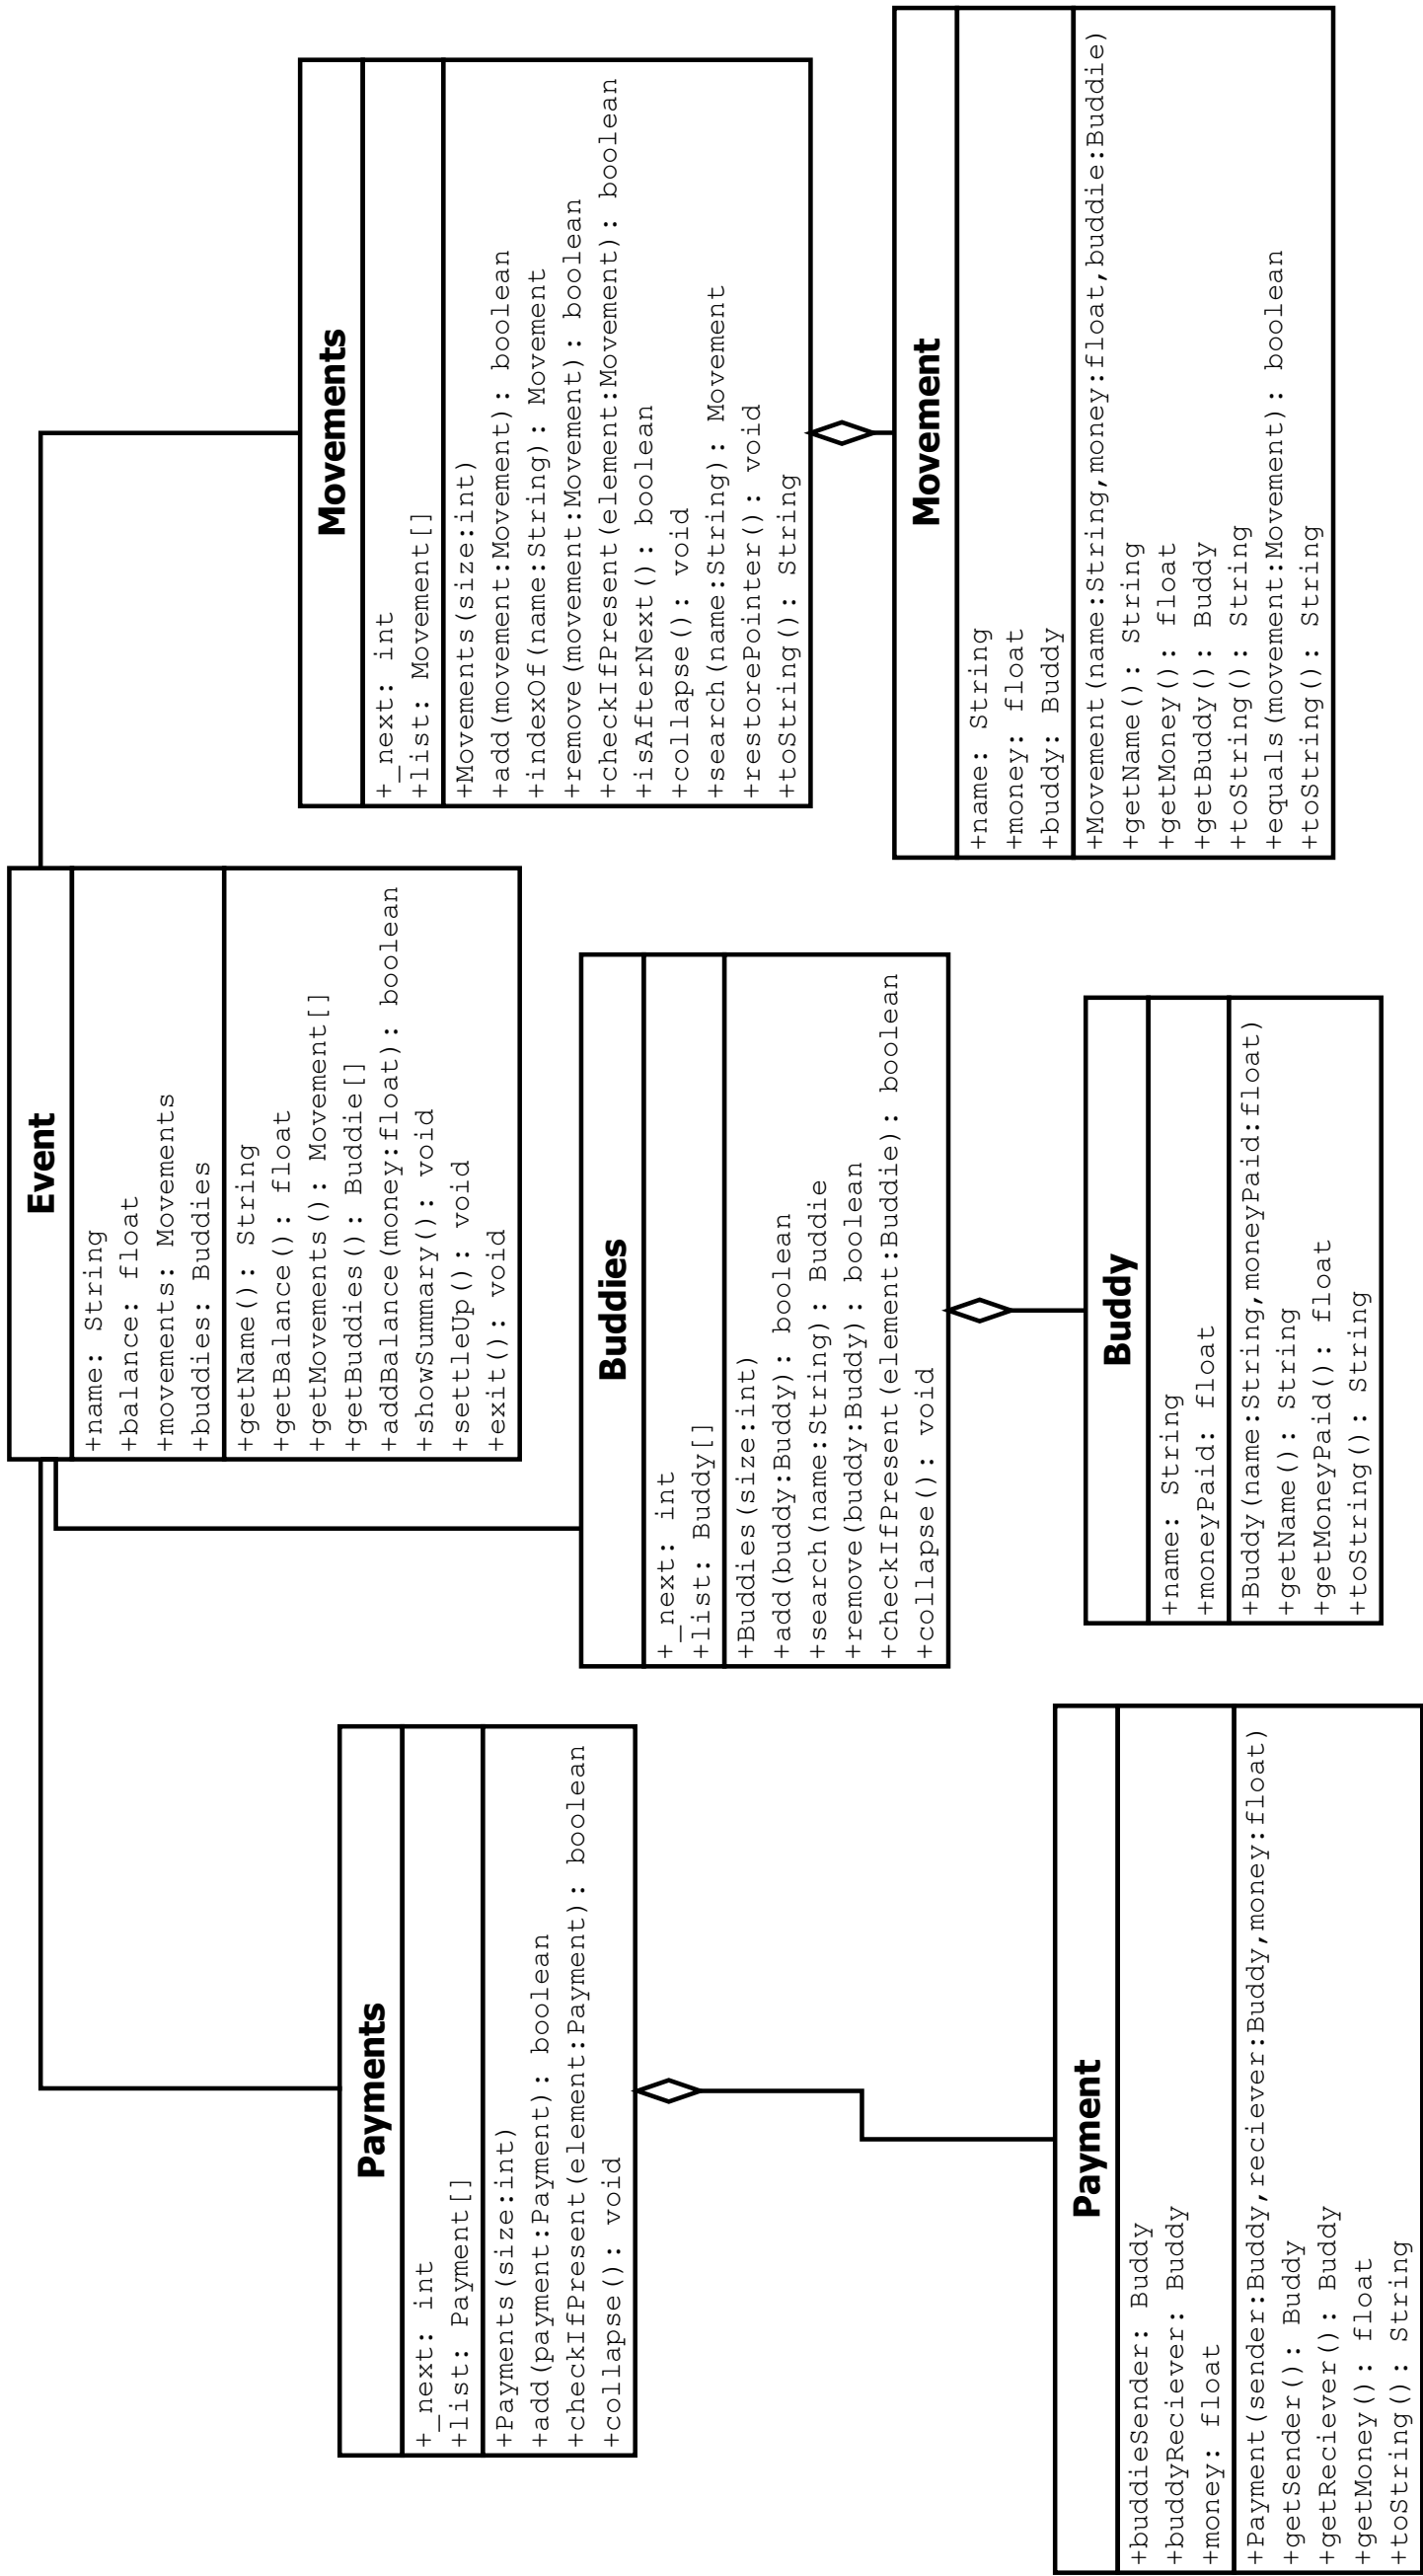 Event
+name: String
+balance: float
+movements: Movements
+buddies: Buddies
+getName(): String
+getBalance(): float
+getMovements(): Movement[]
+getBuddies(): Buddie[]
+addBalance(money:float): boolean
+showSummary(): void
+settleUp(): void
+exit(): void
Payments
+_next: int
+list: Payment[]
+Payments(size:int)
+add(payment:Payment): boolean
+checkIfPresent(element:Payment): boolean
+collapse(): void
Buddies
+_next: int
+list: Buddy[]
+Buddies(size:int)
+add(buddy:Buddy): boolean
+search(name:String): Buddie
+remove(buddy:Buddy): boolean
+checkIfPresent(element:Buddie): boolean
+collapse(): void
Movements
+_next: int
+list: Movement[]
+Movements(size:int)
+add(movement:Movement): boolean
+indexOf(name:String): Movement
+remove(movement:Movement): boolean
+checkIfPresent(element:Movement): boolean
+isAfterNext(): boolean
+collapse(): void
+search(name:String): Movement
+restorePointer(): void
+toString(): String
Payment
+buddieSender: Buddy
+buddyReciever: Buddy
+money: float
+Payment(sender:Buddy,reciever:Buddy,money:float)
+getSender(): Buddy
+getReciever(): Buddy
+getMoney(): float
+toString(): String
Buddy
+name: String
+moneyPaid: float
+Buddy(name:String,moneyPaid:float)
+getName(): String
+getMoneyPaid(): float
+toString(): String
Movement
+name: String
+money: float
+buddy: Buddy
+Movement(name:String,money:float,buddie:Buddie)
+getName(): String
+getMoney(): float
+getBuddy(): Buddy
+toString(): String
+equals(movement:Movement): boolean
+toString(): String